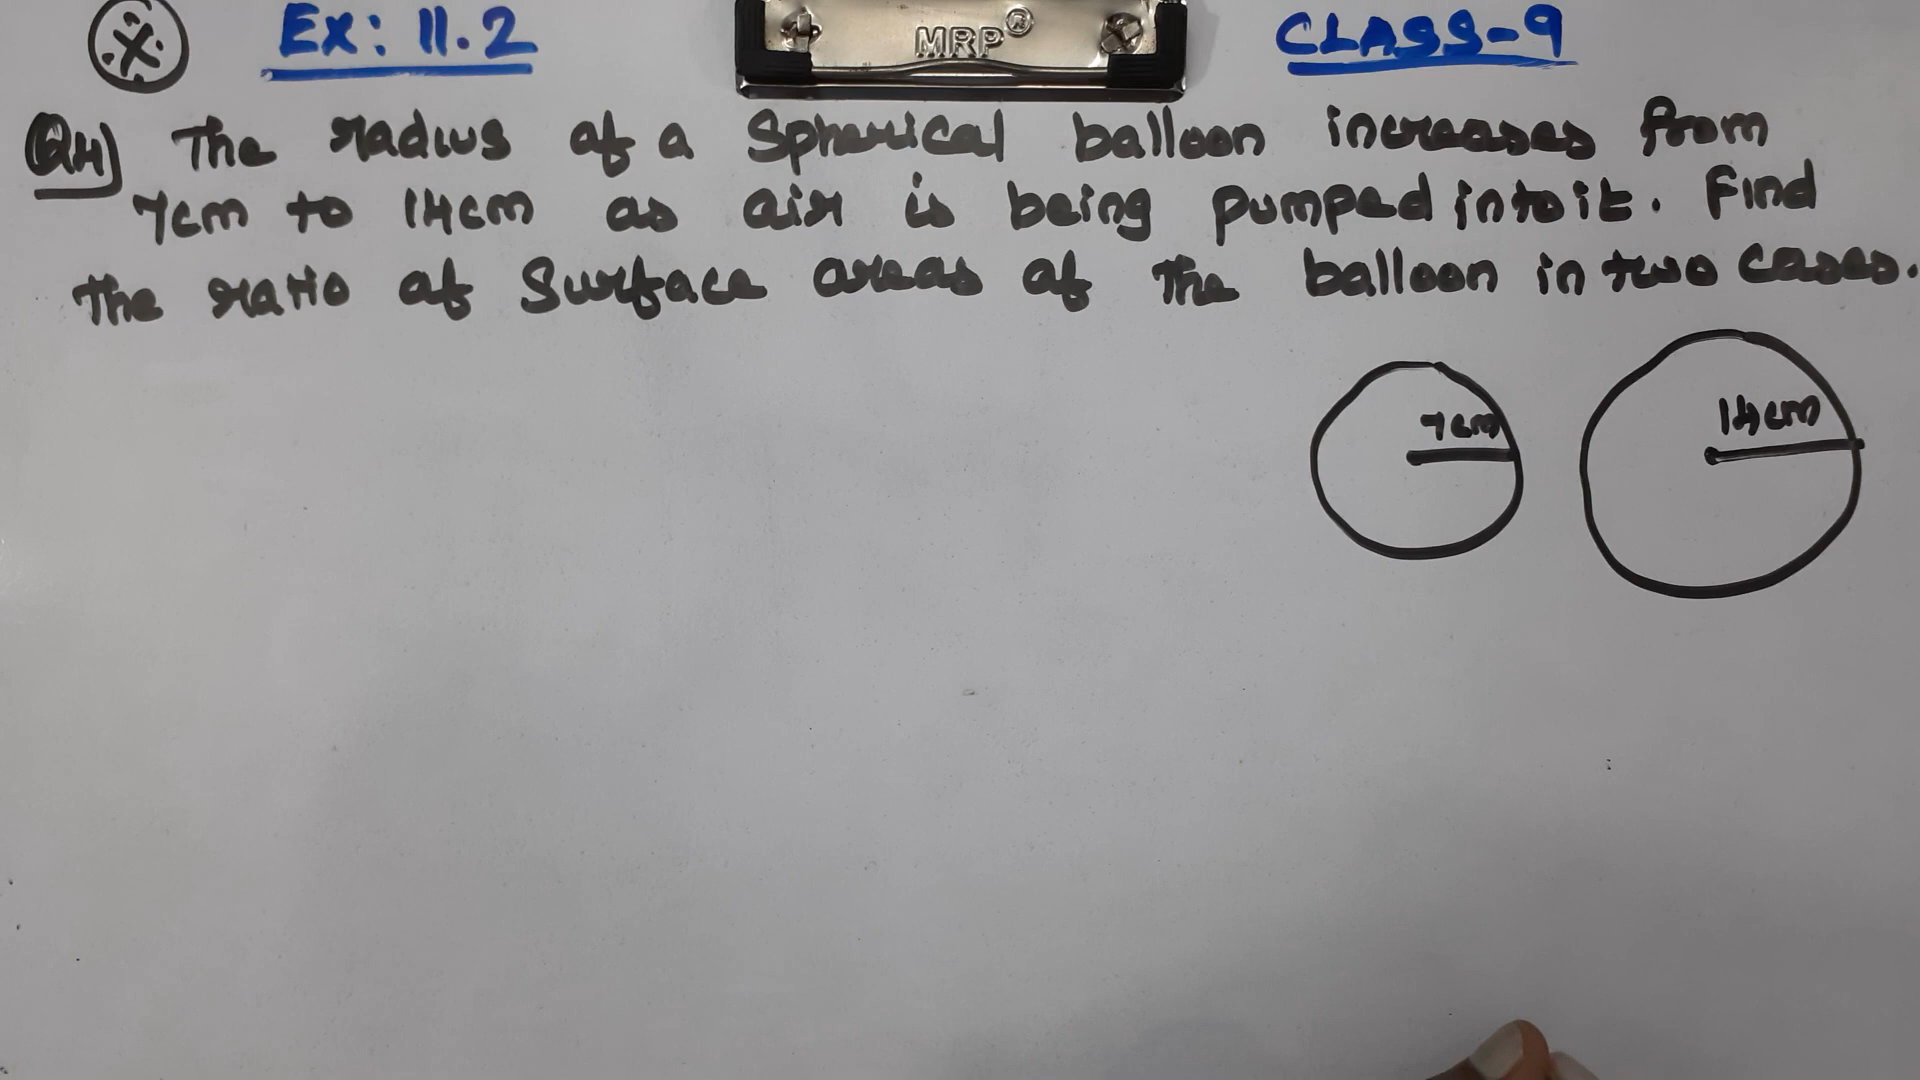 Ex: 11.2
MRP®
CLASS-9
Q4) The radius of a Spherical balloon increases from
7cm to 14cm as air is being pumped into it. Find
the ratio of Surface areas of the balloon in two cases.
7cm
14cm